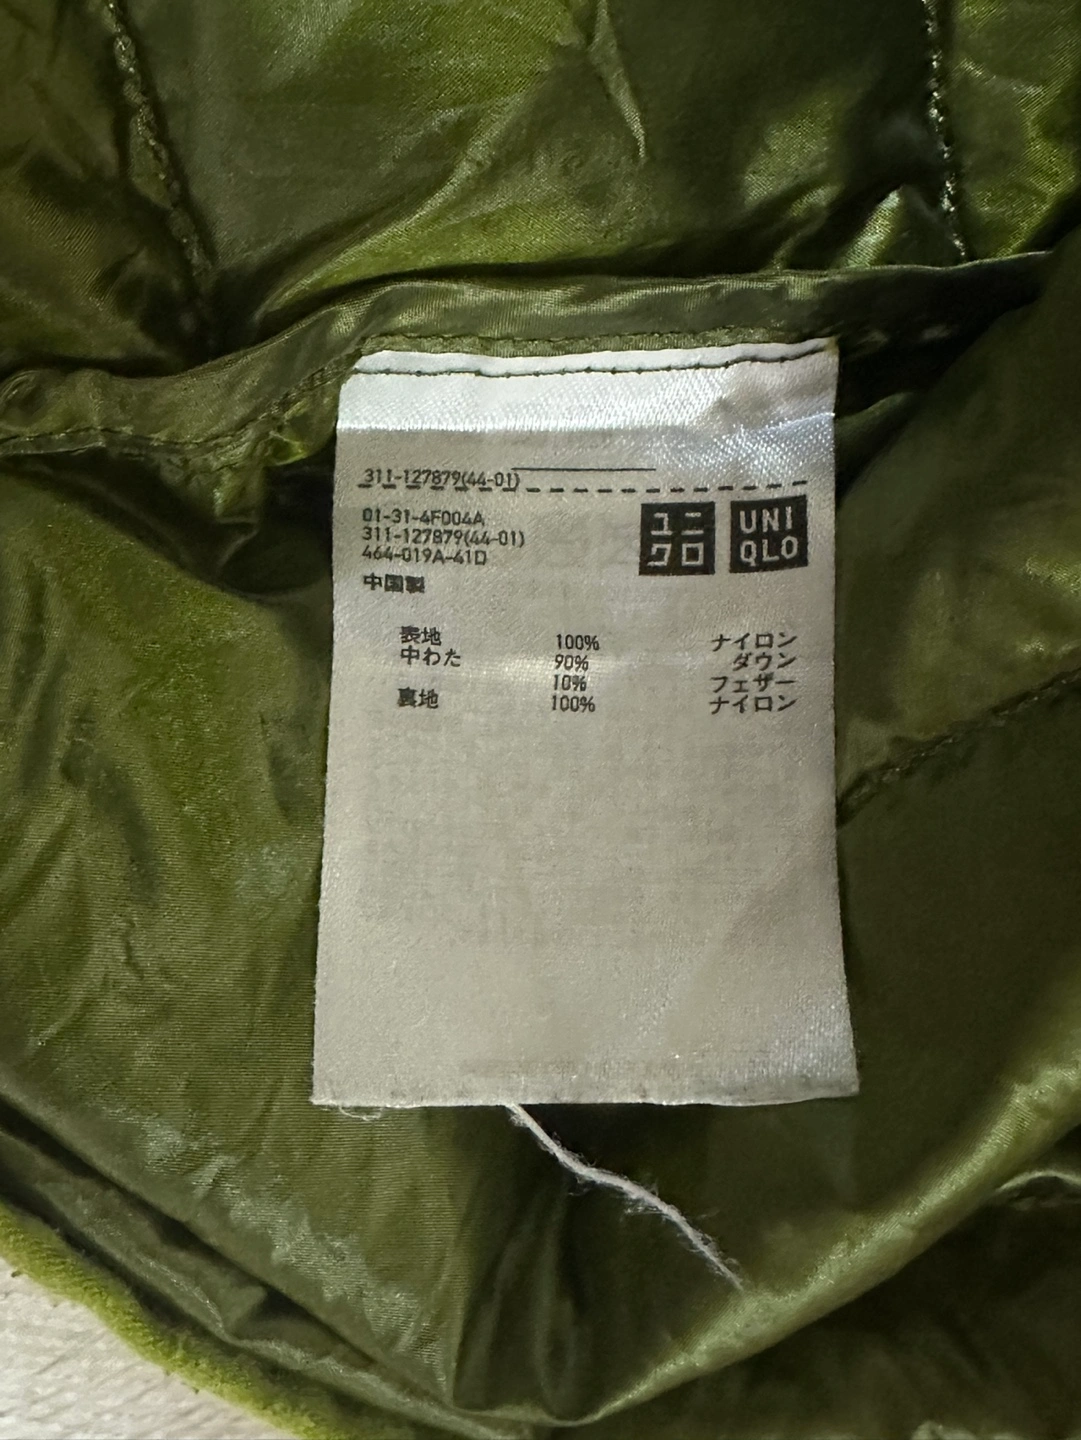 311-127879(44-01)
01-31-4F004A
311-127879(44-01)
464-019A-41D
中国製
ユニ
クロ
UNI
QLO
表地 100% ナイロン
中わた 90% ダウン
10% フェザー
裏地 100% ナイロン